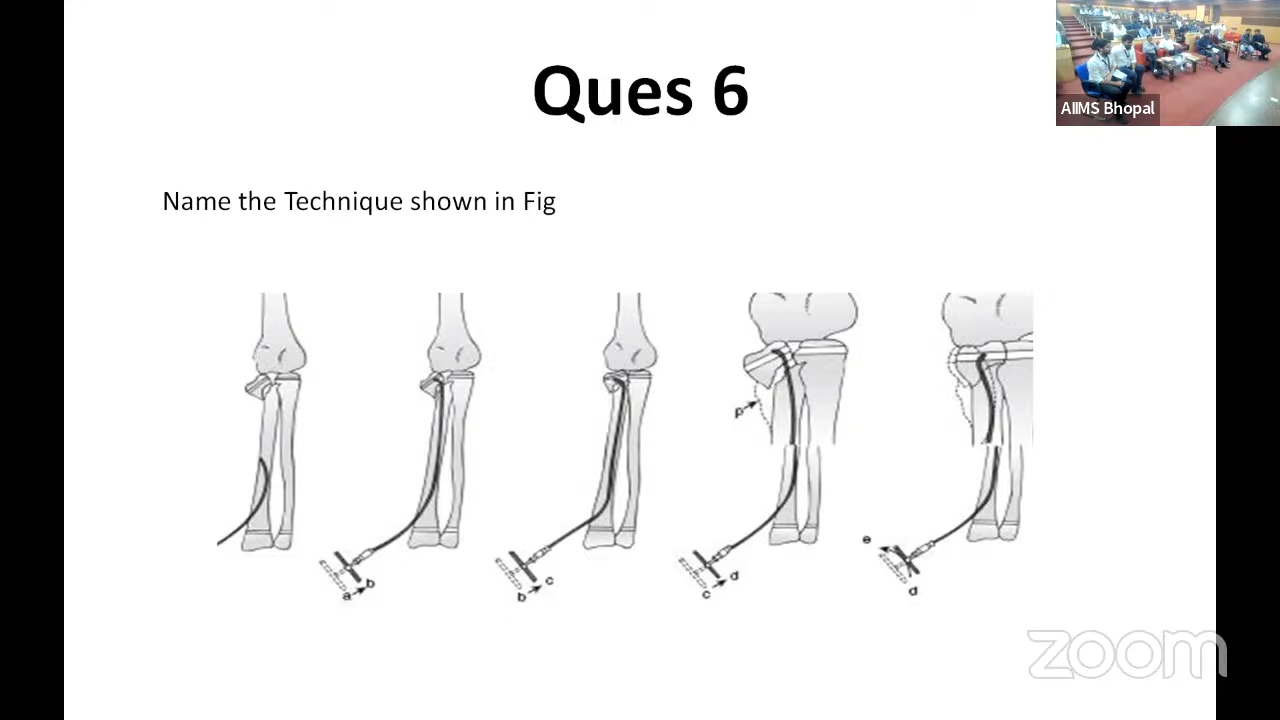 Ques 6
AIIMS Bhopal
Name the Technique shown in Fig
p
e
a b
b c
c d
d
zoom